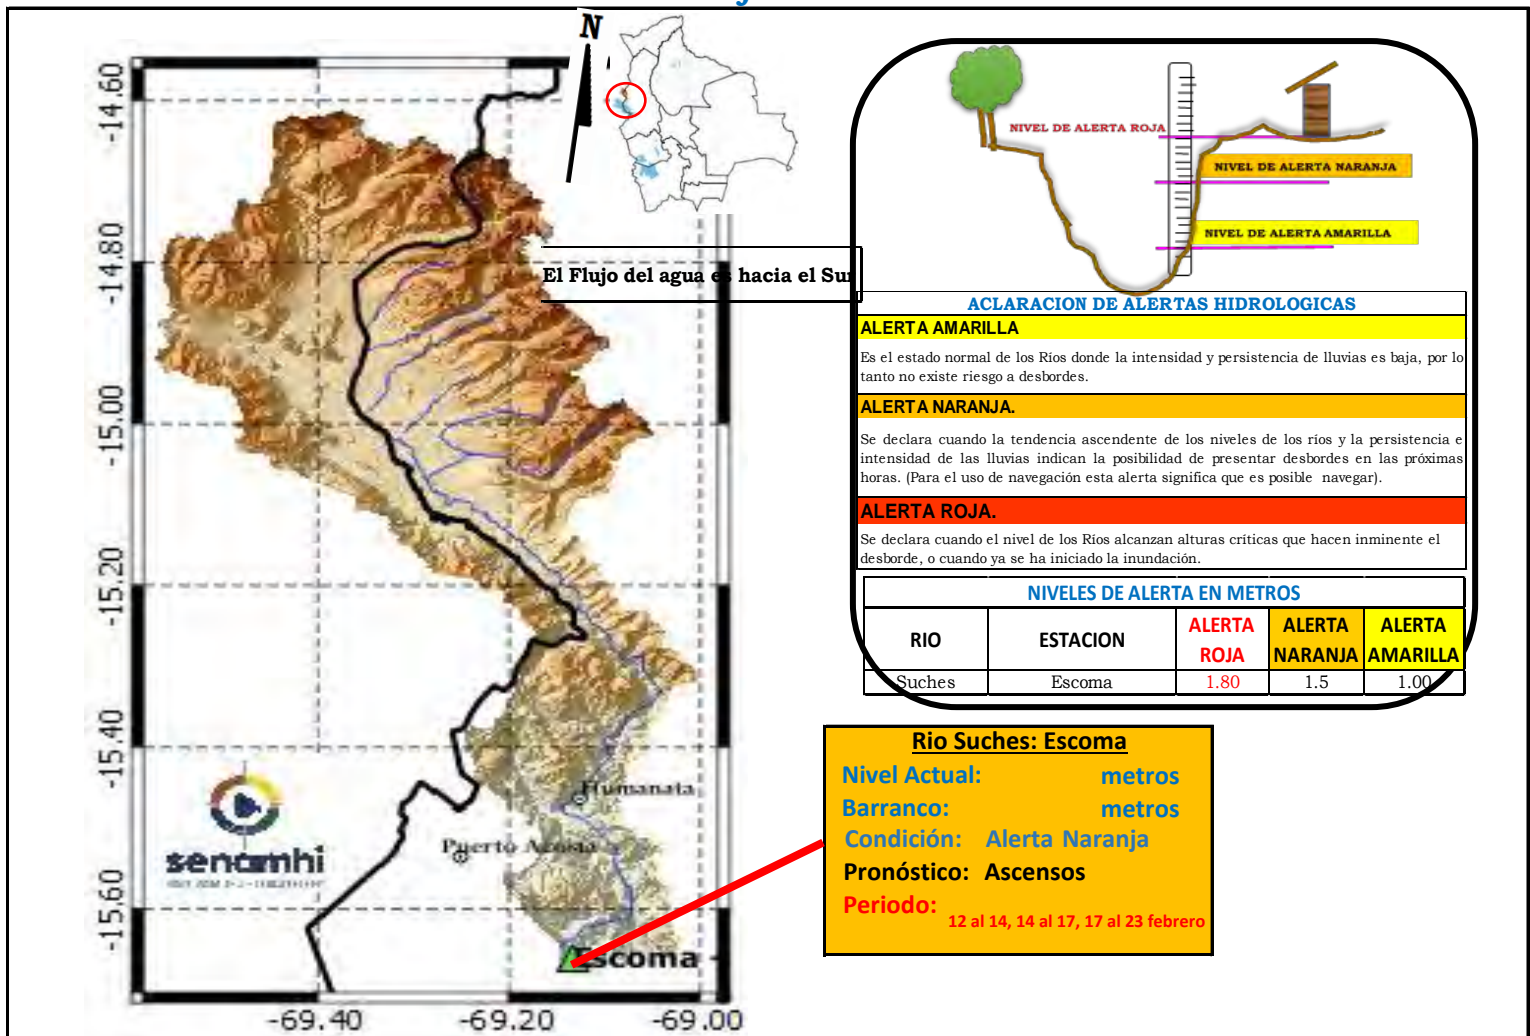 N
-14.60
-14.80
-15.00
-15.20
-15.40
-15.60
-69.40
-69.20
-69.00
El Flujo del agua es hacia el Sur
Humanata
Puerto Acosta
Escoma
senamhi
NIVEL DE ALERTA ROJA
NIVEL DE ALERTA NARANJA
NIVEL DE ALERTA AMARILLA
ACLARACION DE ALERTAS HIDROLOGICAS
ALERTA AMARILLA
Es el estado normal de los Ríos donde la intensidad y persistencia de lluvias es baja, por lo
tanto no existe riesgo a desbordes.
ALERTA NARANJA.
Se declara cuando la tendencia ascendente de los niveles de los ríos y la persistencia e
intensidad de las lluvias indican la posibilidad de presentar desbordes en las próximas
horas. (Para el uso de navegación esta alerta significa que es posible navegar).
ALERTA ROJA.
Se declara cuando el nivel de los Ríos alcanzan alturas críticas que hacen inminente el
desborde, o cuando ya se ha iniciado la inundación.
NIVELES DE ALERTA EN METROS
RIO ESTACION ALERTA ROJA ALERTA NARANJA ALERTA AMARILLA
Suches Escoma 1.80 1.5 1.00
Rio Suches: Escoma
Nivel Actual: metros
Barranco: metros
Condición: Alerta Naranja
Pronóstico: Ascensos
Periodo: 12 al 14, 14 al 17, 17 al 23 febrero